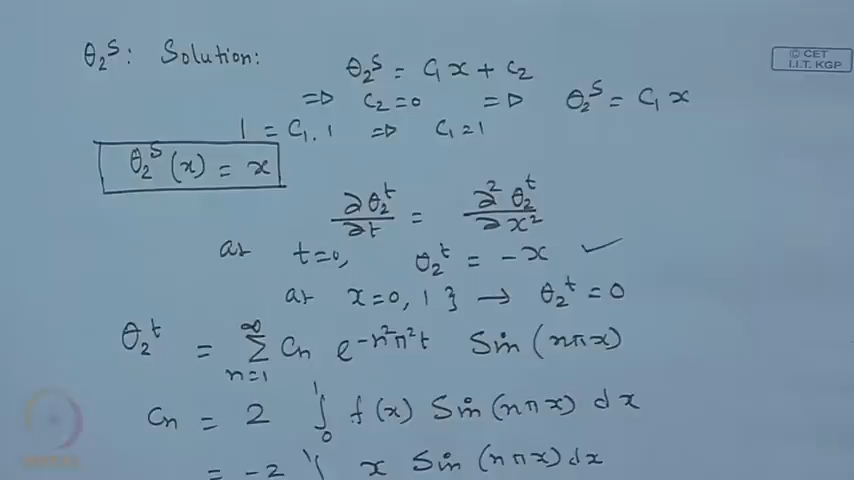 θ₂ˢ: Solution:
© CET
I.I.T. KGP
θ₂ˢ = C₁x + C₂
⇒ C₂=0 ⇒ θ₂ˢ = C₁x
1 = C₁.1 ⇒ C₁=1
θ₂ˢ(x) = x
∂θ₂ᵗ/∂t = ∂²θ₂ᵗ/∂x²
at t=0, θ₂ᵗ = -x ✓
at x=0, 1 } → θ₂ᵗ = 0
θ₂ᵗ = ∑_{n=1}^{∞} Cn e^{-n²π²t} Sin(nπx)
Cn = 2 ∫₀¹ f(x) Sin(nπx) dx
= -2 ∫¹ x Sin(nπx)dx